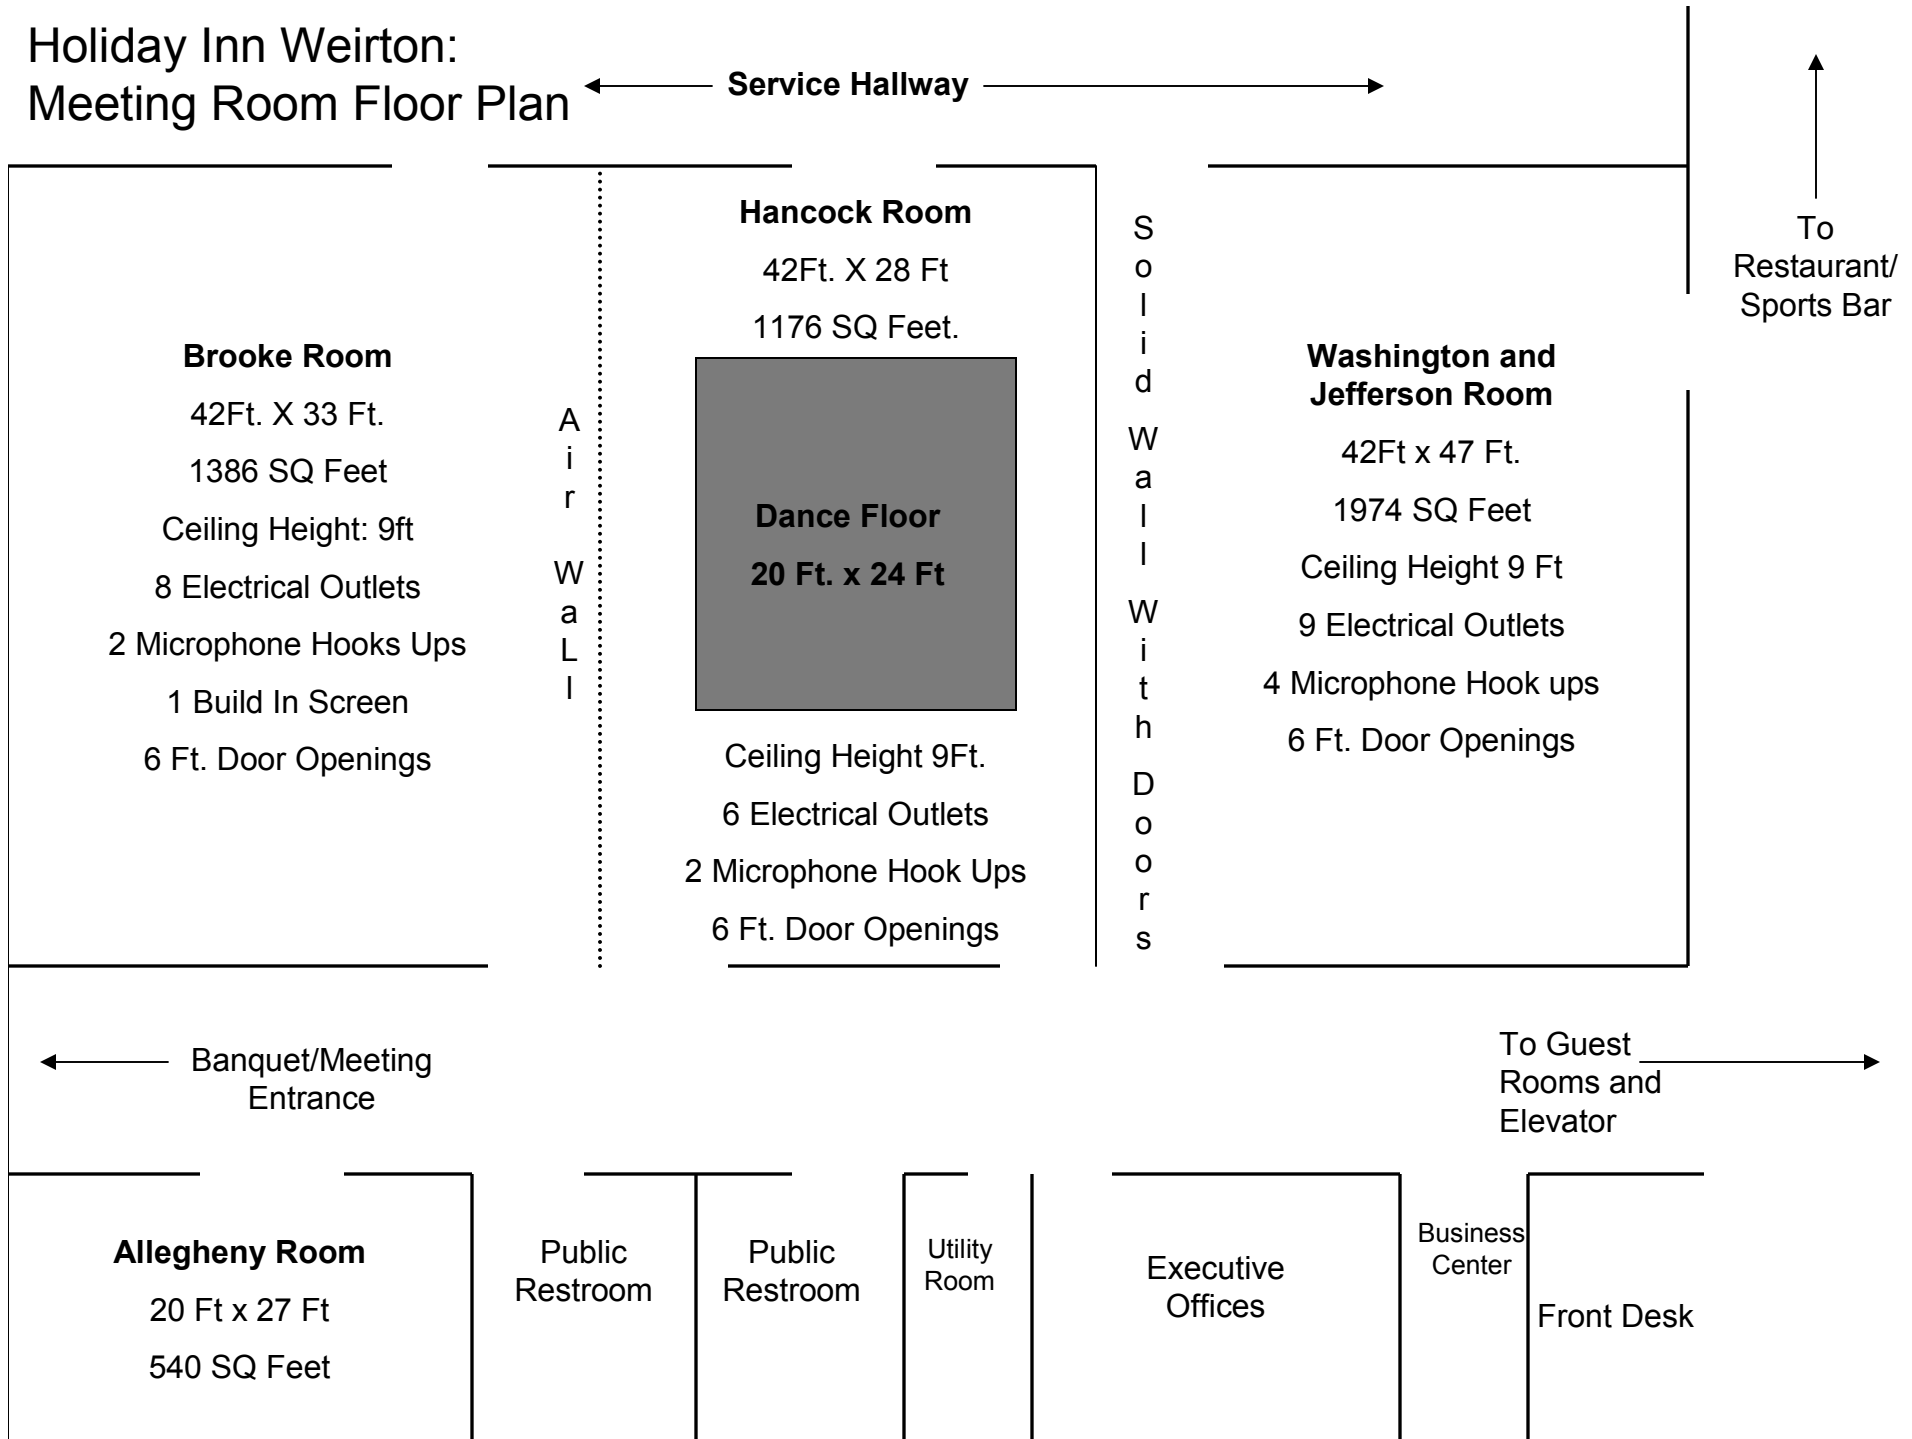 Holiday Inn Weirton:
Meeting Room Floor Plan
Service Hallway
To
Restaurant/
Sports Bar
Brooke Room
42Ft. X 33 Ft.
1386 SQ Feet
Ceiling Height: 9ft
8 Electrical Outlets
2 Microphone Hooks Ups
1 Build In Screen
6 Ft. Door Openings
Air WaLl
Hancock Room
42Ft. X 28 Ft
1176 SQ Feet.
Dance Floor
20 Ft. x 24 Ft
Ceiling Height 9Ft.
6 Electrical Outlets
2 Microphone Hook Ups
6 Ft. Door Openings
Solid Wall With Doors
Washington and
Jefferson Room
42Ft x 47 Ft.
1974 SQ Feet
Ceiling Height 9 Ft
9 Electrical Outlets
4 Microphone Hook ups
6 Ft. Door Openings
Banquet/Meeting
Entrance
To Guest
Rooms and
Elevator
Allegheny Room
20 Ft x 27 Ft
540 SQ Feet
Public
Restroom
Public
Restroom
Utility
Room
Executive
Offices
Business
Center
Front Desk